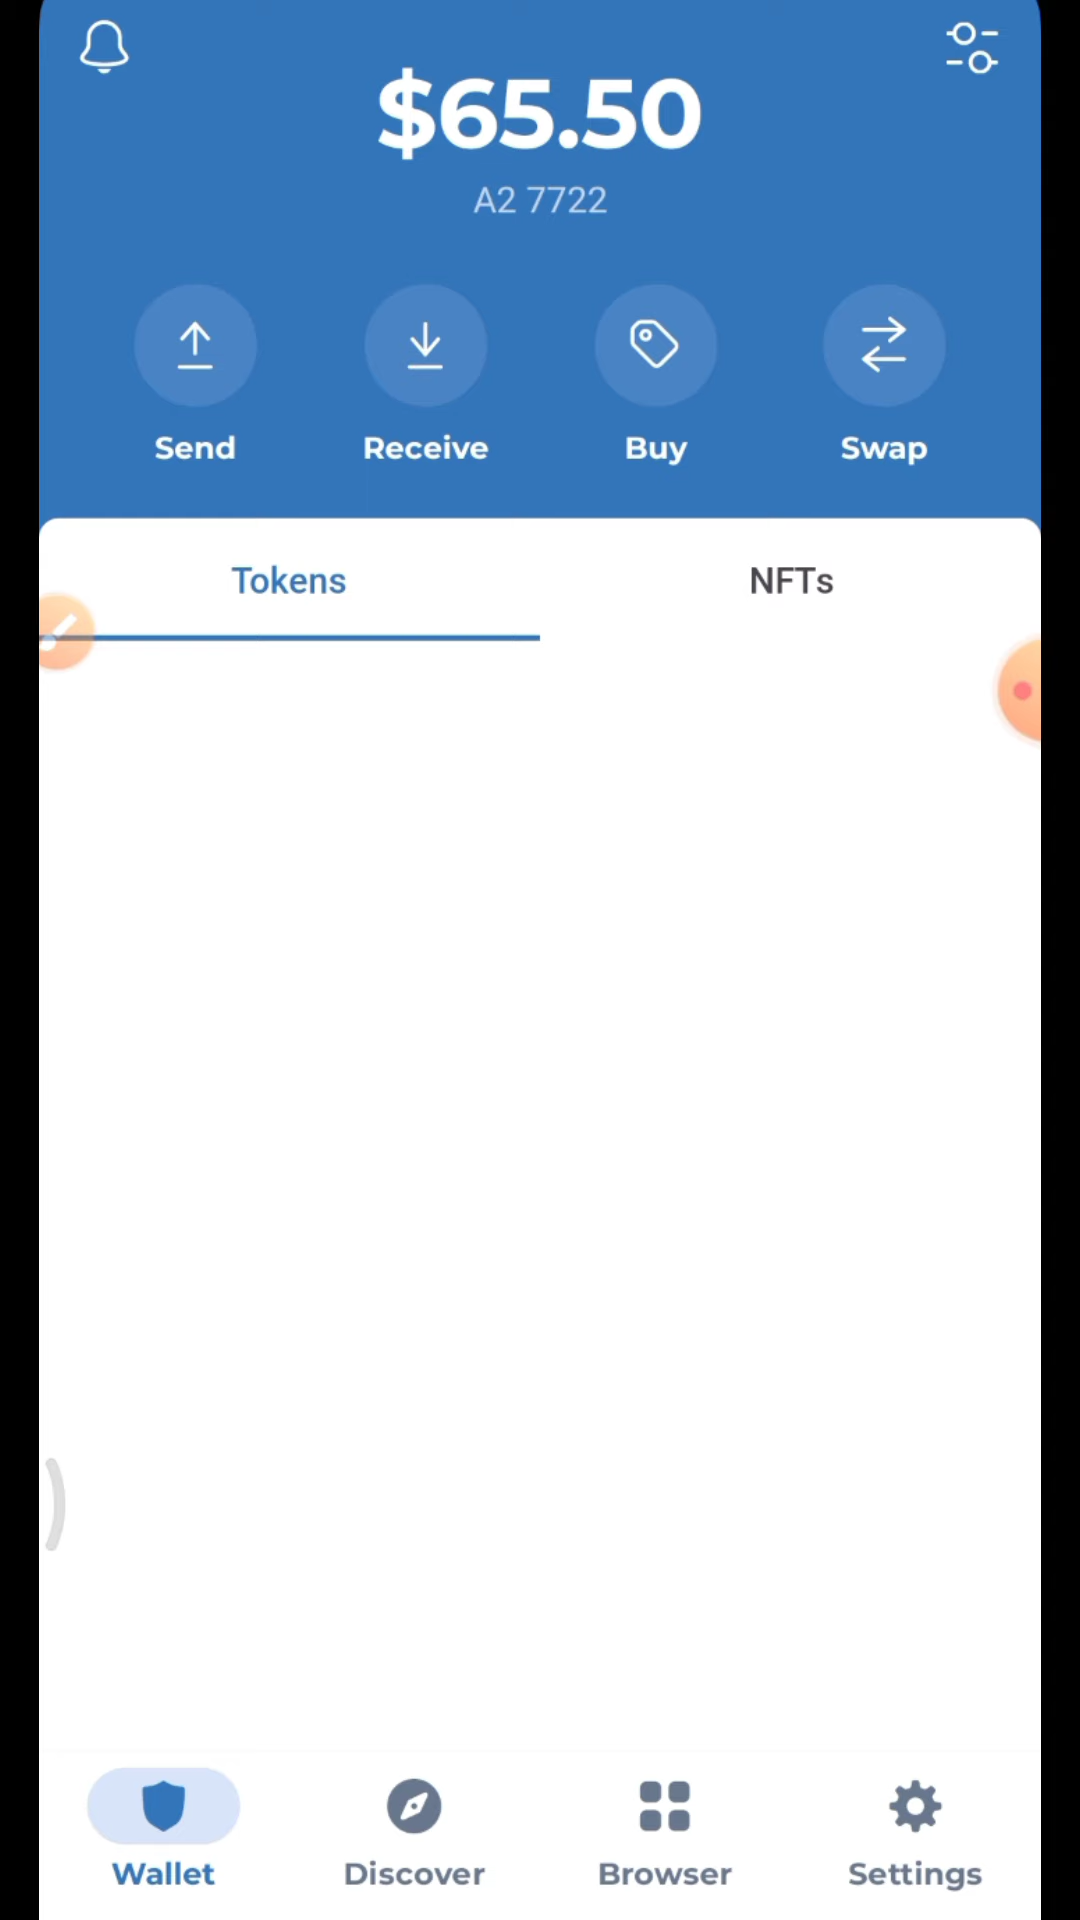 $65.50
A2 7722
Send
Receive
Buy
Swap
Tokens
NFTs
Wallet
Discover
Browser
Settings